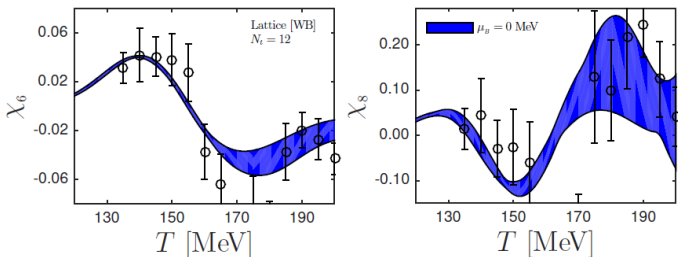 Lattice [WB]
N_t = 12
0.06
0.02
-0.02
-0.06
χ_6
130
150
170
190
T [MeV]
μ_B = 0 MeV
0.20
0.10
0.00
-0.10
χ_8
130
150
170
190
T [MeV]